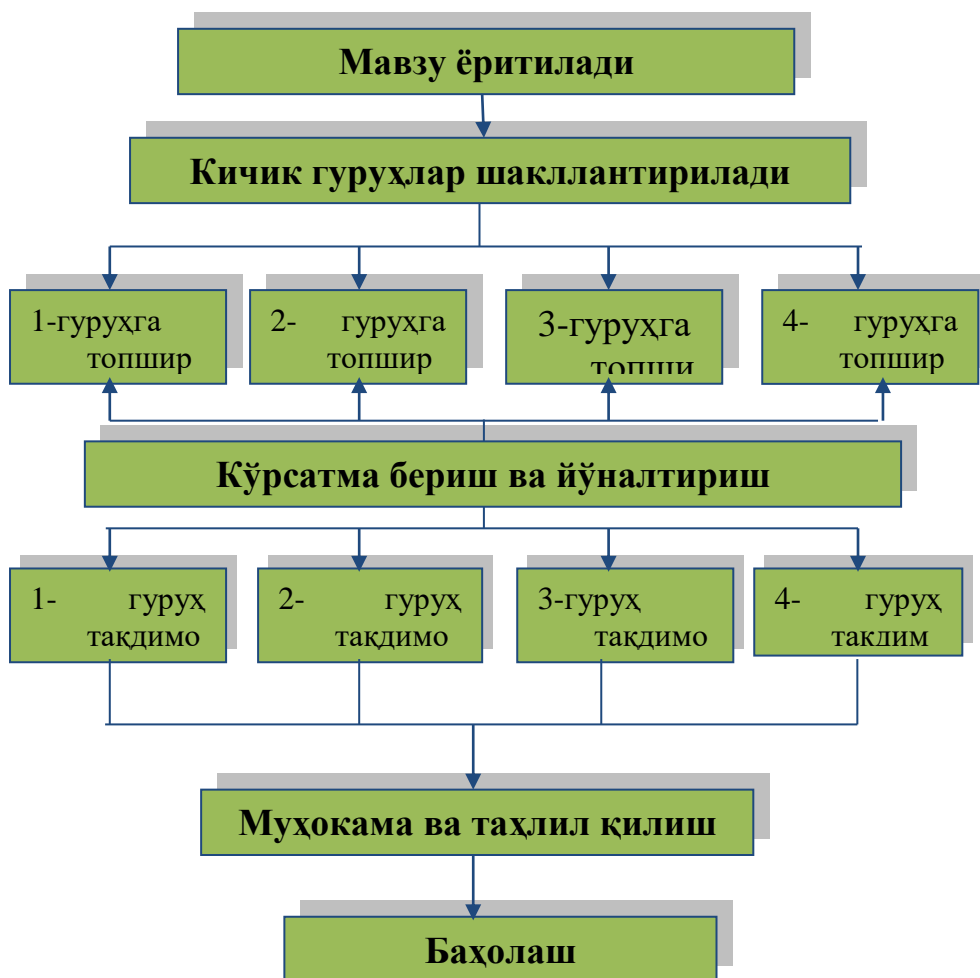 Мавзу ёритилади
Кичик гуруҳлар шакллантирилади
1-гуруҳга
топшир
2- гуруҳга
топшир
3-гуруҳга
топши
4- гуруҳга
топшир
Кўрсатма бериш ва йўналтириш
1- гуруҳ
тақдимо
2- гуруҳ
тақдимо
3-гуруҳ
тақдимо
4- гуруҳ
тақдим
Муҳокама ва таҳлил қилиш
Баҳолаш